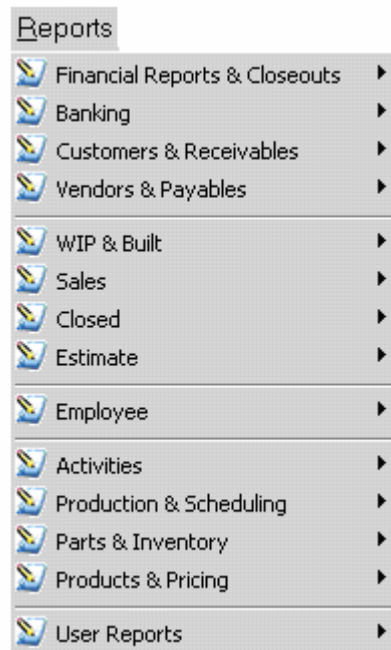 Reports
Financial Reports & Closeouts
Banking
Customers & Receivables
Vendors & Payables
WIP & Built
Sales
Closed
Estimate
Employee
Activities
Production & Scheduling
Parts & Inventory
Products & Pricing
User Reports